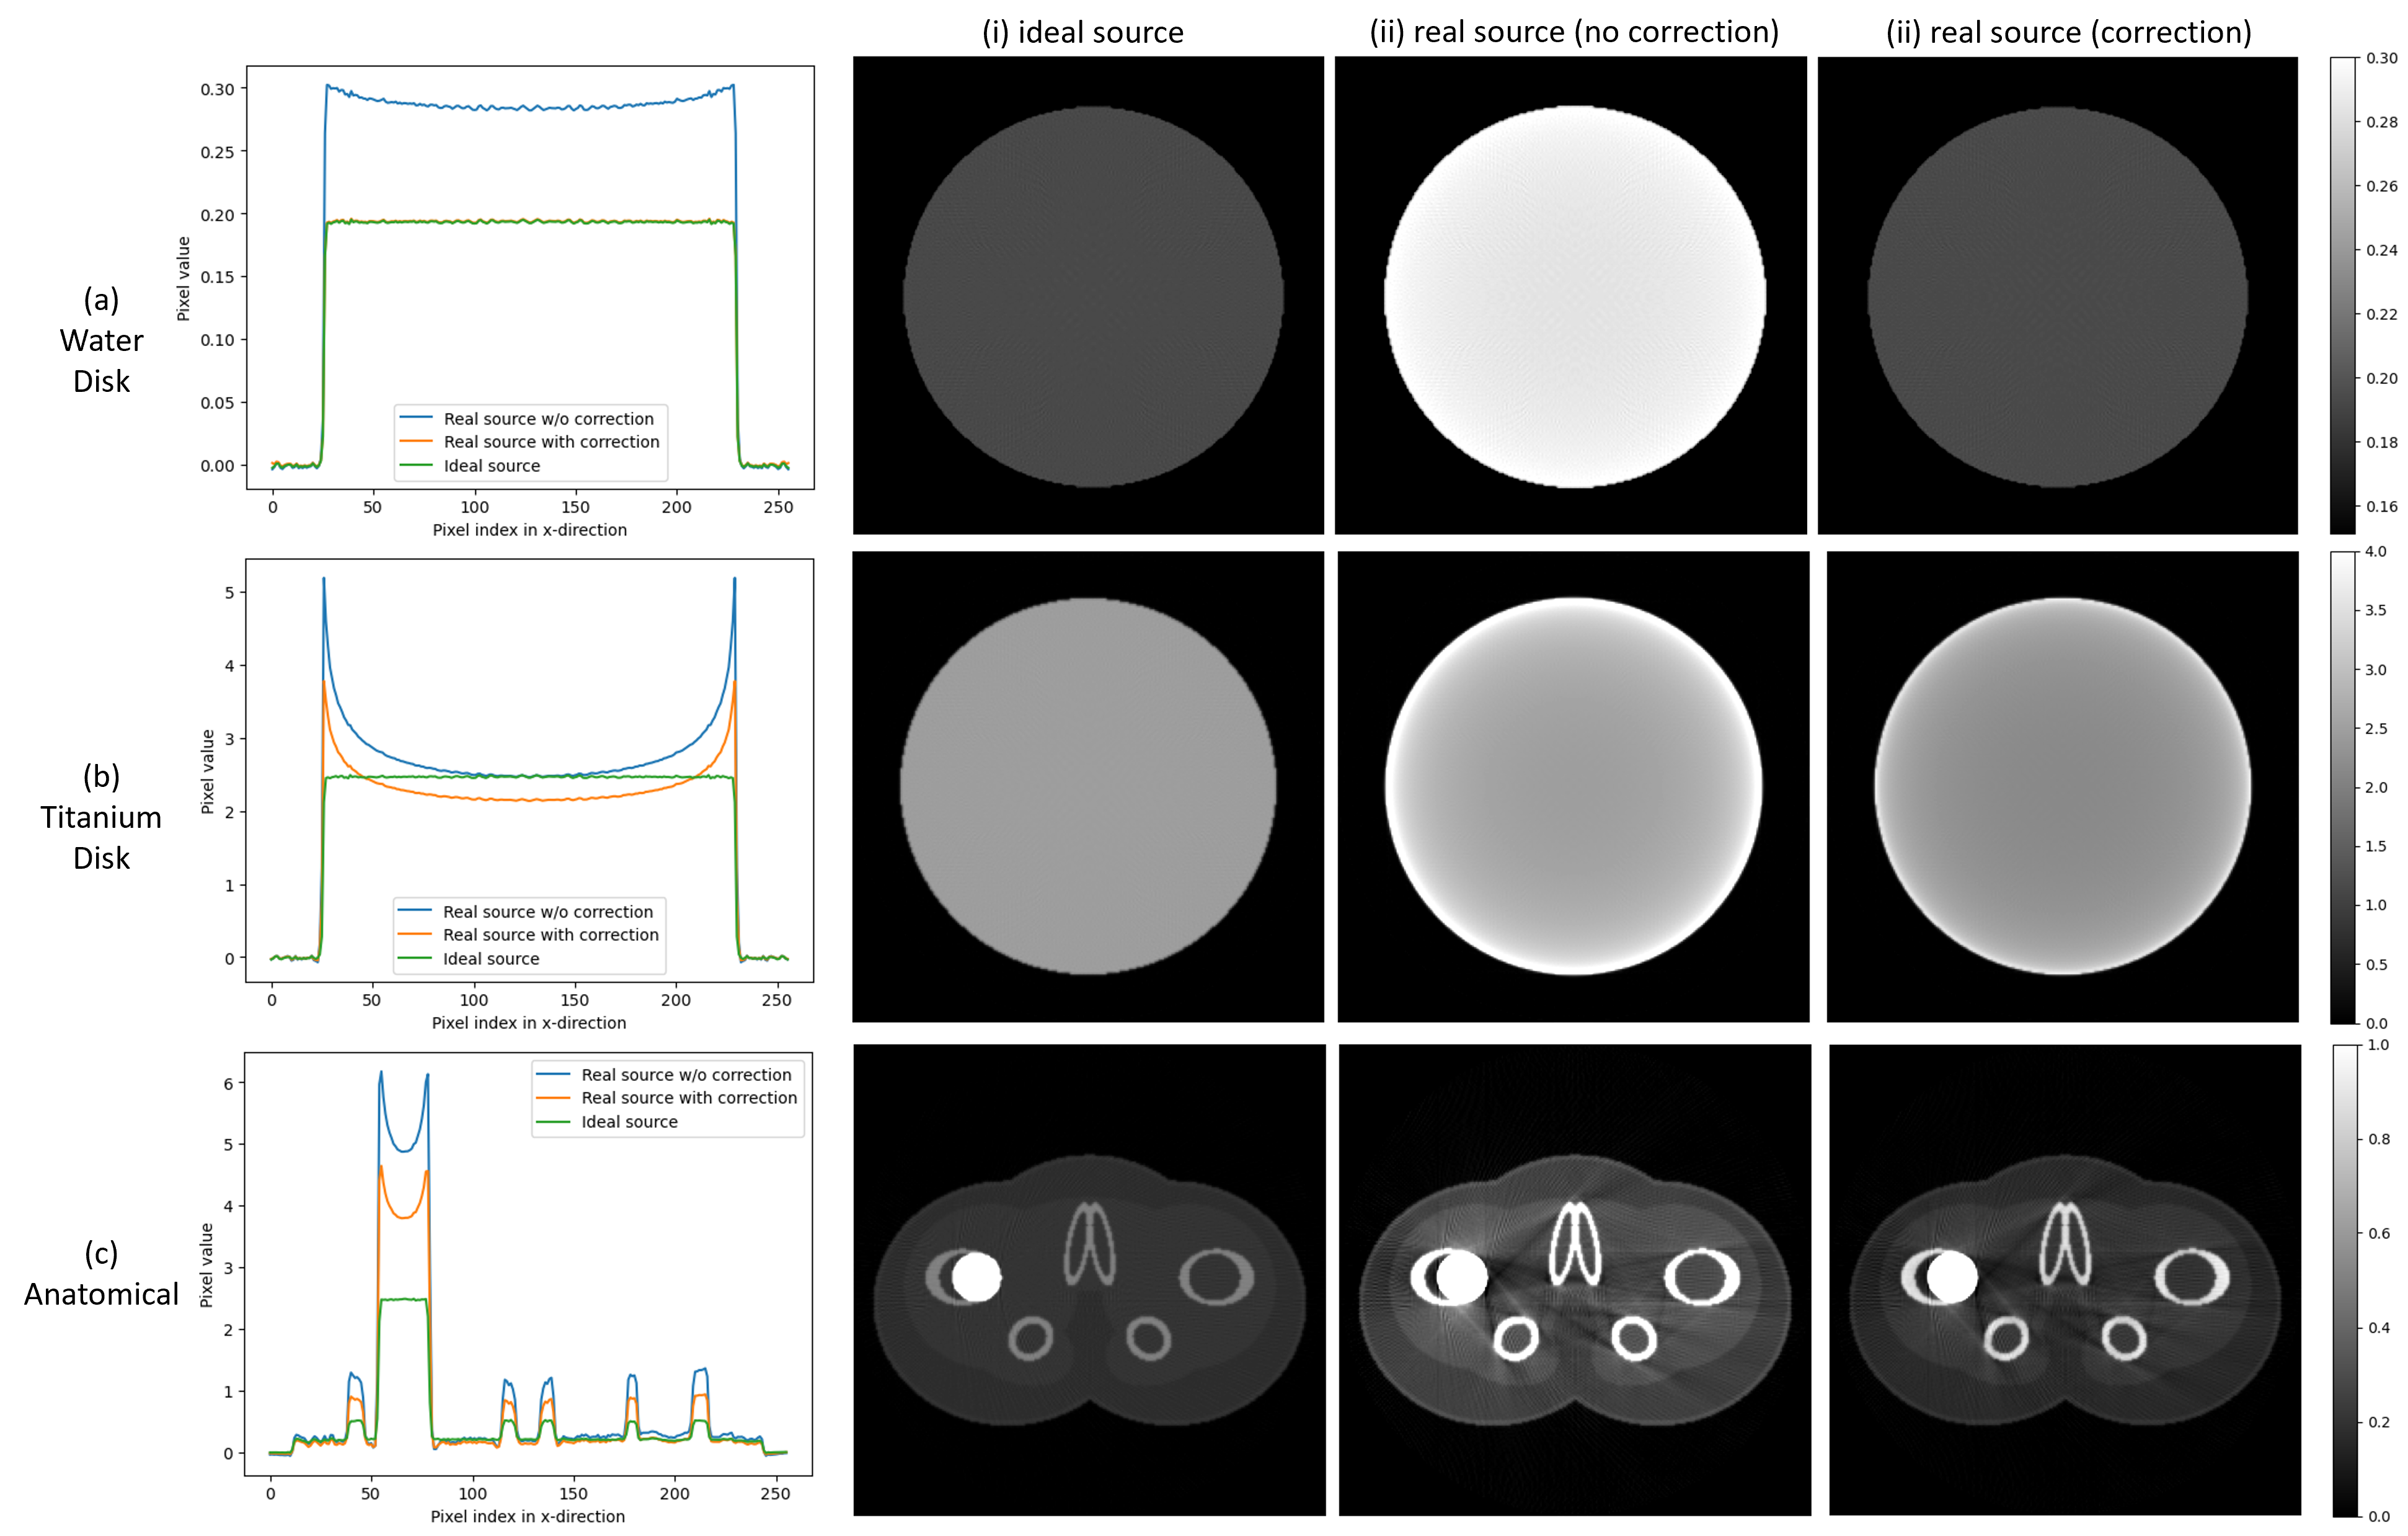 (i) ideal source
(ii) real source (no correction)
(ii) real source (correction)
(a)
Water
Disk
Pixel value
0.30
0.25
0.20
0.15
0.10
0.05
0.00
Real source w/o correction
Real source with correction
Ideal source
0 50 100 150 200 250
Pixel index in x-direction
0.30
0.28
0.26
0.24
0.22
0.20
0.18
0.16
(b)
Titanium
Disk
Pixel value
5
4
3
2
1
0
Real source w/o correction
Real source with correction
Ideal source
0 50 100 150 200 250
Pixel index in x-direction
4.0
3.5
3.0
2.5
2.0
1.5
1.0
0.5
0.0
(c)
Anatomical
Pixel value
6
5
4
3
2
1
0
Real source w/o correction
Real source with correction
Ideal source
0 50 100 150 200 250
Pixel index in x-direction
1.0
0.8
0.6
0.4
0.2
0.0